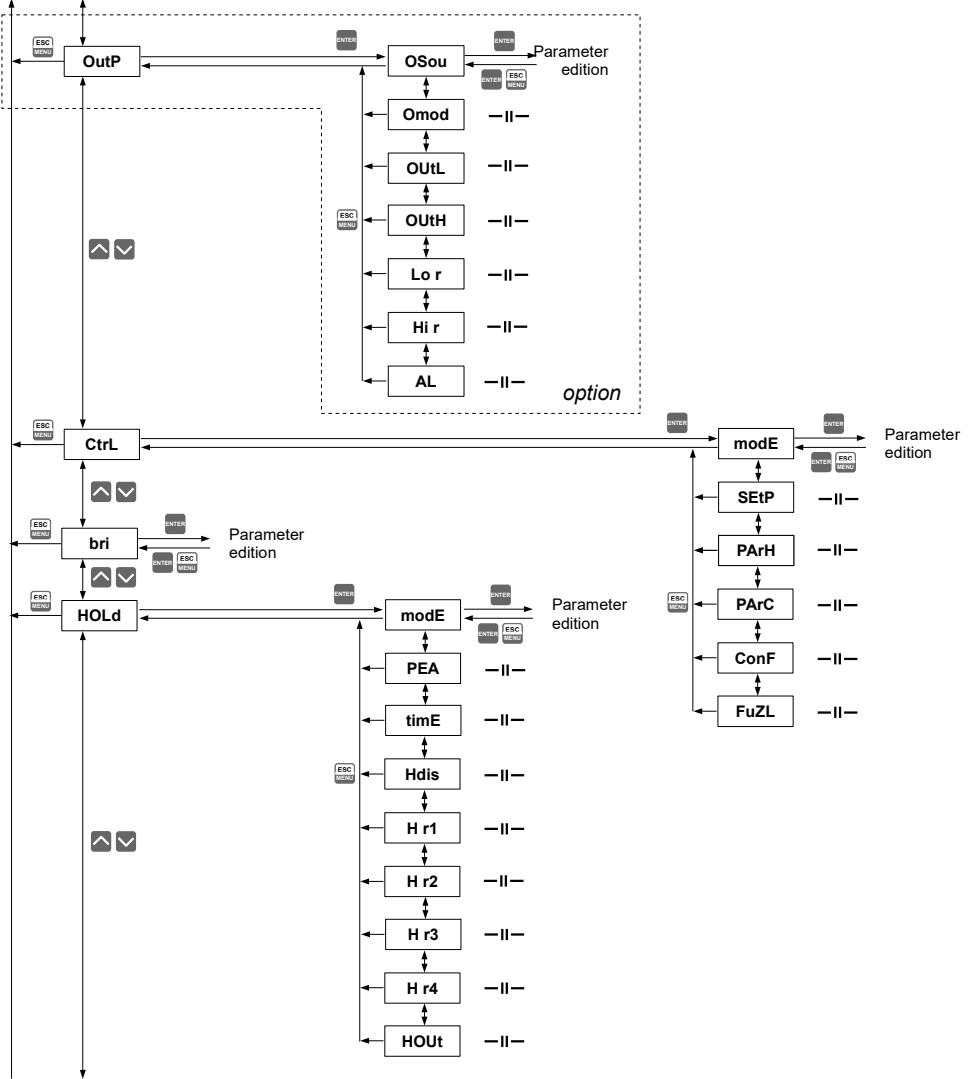 ESC
MENU
OutP
ENTER
OSou
ENTER
ENTER
ESC
MENU
Parameter
edition
Omod
—II—
OUtL
—II—
ESC
MENU
OUtH
—II—
Lo r
—II—
Hi r
—II—
AL
—II—
option
ESC
MENU
CtrL
ENTER
modE
ENTER
ENTER
ESC
MENU
Parameter
edition
SEtP
—II—
PArH
—II—
ESC
MENU
PArC
—II—
ConF
—II—
FuZL
—II—
ESC
MENU
bri
ENTER
ENTER
ESC
MENU
Parameter
edition
ESC
MENU
HOLd
ENTER
modE
ENTER
ENTER
ESC
MENU
Parameter
edition
PEA
—II—
timE
—II—
ESC
MENU
Hdis
—II—
H r1
—II—
H r2
—II—
H r3
—II—
H r4
—II—
HOUt
—II—